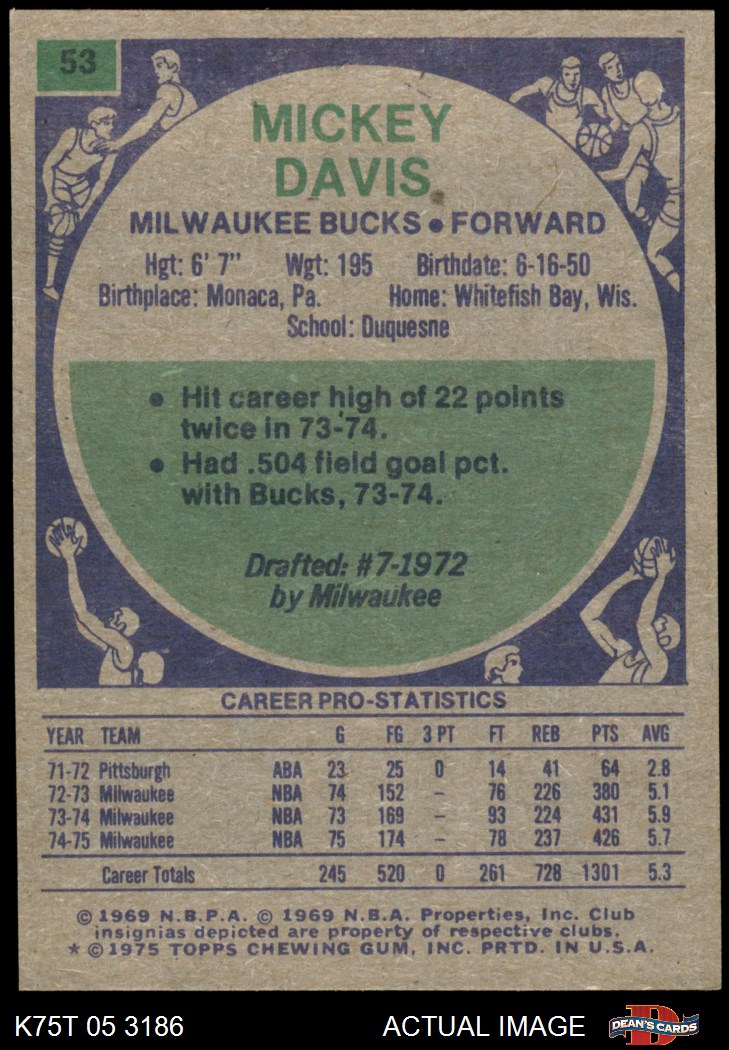 53
MICKEY
DAVIS
MILWAUKEE BUCKS • FORWARD
Hgt: 6' 7" Wgt: 195 Birthdate: 6-16-50
Birthplace: Monaca, Pa. Home: Whitefish Bay, Wis.
School: Duquesne
• Hit career high of 22 points
twice in 73-74.
• Had .504 field goal pct.
with Bucks, 73-74.
Drafted: #7-1972
by Milwaukee
CAREER PRO-STATISTICS
YEAR TEAM G FG 3 PT FT REB PTS AVG
71-72 Pittsburgh ABA 23 25 0 14 41 64 2.8
72-73 Milwaukee NBA 74 152 – 76 226 380 5.1
73-74 Milwaukee NBA 73 169 – 93 224 431 5.9
74-75 Milwaukee NBA 75 174 – 78 237 426 5.7
Career Totals 245 520 0 261 728 1301 5.3
© 1969 N.B.P.A. © 1969 N.B.A. Properties, Inc. Club
insignias depicted are property of respective clubs.
* © 1975 TOPPS CHEWING GUM, INC. PRTD. IN U.S.A.
K75T 05 3186 ACTUAL IMAGE D DEAN'S CARDS